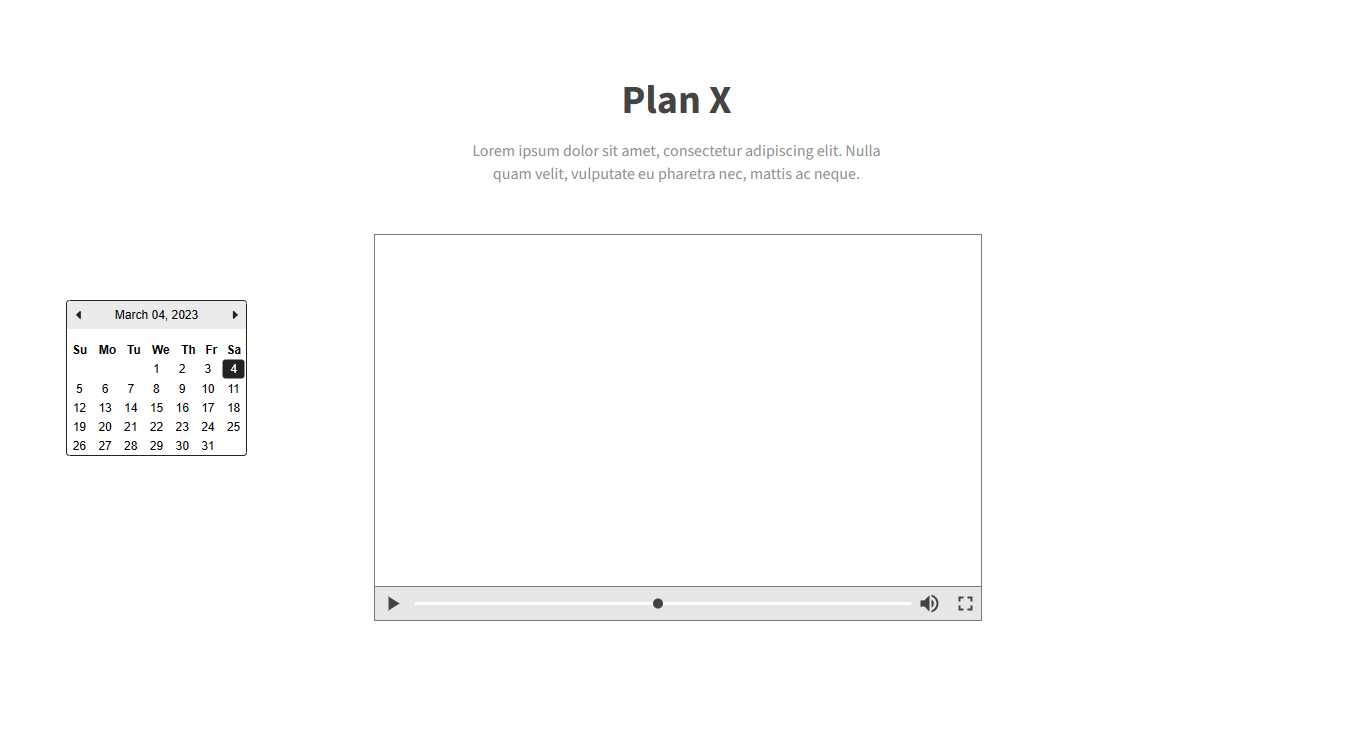 Plan X
Lorem ipsum dolor sit amet, consectetur adipiscing elit. Nulla
quam velit, vulputate eu pharetra nec, mattis ac neque.
March 04, 2023
Su Mo Tu We Th Fr Sa
1 2 3 4
5 6 7 8 9 10 11
12 13 14 15 16 17 18
19 20 21 22 23 24 25
26 27 28 29 30 31